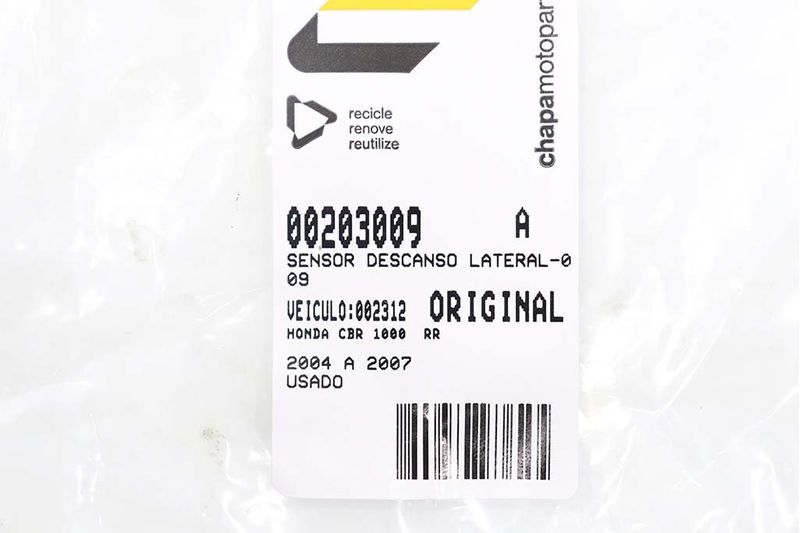 recicle
renove
reutilize
chapamotopar
00203009 A
SENSOR DESCANSO LATERAL-0
09
VEICULO:002312 ORIGINAL
HONDA CBR 1000 RR
2004 A 2007
USADO